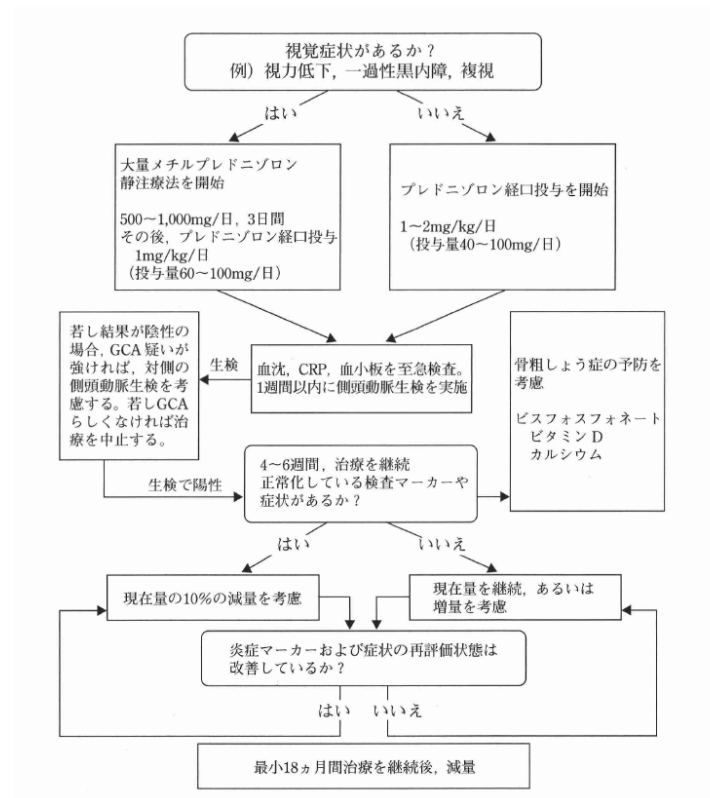 視覚症状があるか？
例）視力低下，一過性黒内障，複視
はい
いいえ
大量メチルプレドニゾロン
静注療法を開始
500～1,000mg/日，3日間
その後，プレドニゾロン経口投与
1mg/kg/日
（投与量60～100mg/日）
プレドニゾロン経口投与を開始
1～2mg/kg/日
（投与量40～100mg/日）
血沈，CRP，血小板を至急検査。
1週間以内に側頭動脈生検を実施
生検
若し結果が陰性の
場合，GCA疑いが
強ければ，対側の
側頭動脈生検を考
慮する。若しGCA
らしくなければ治
療を中止する。
骨粗しょう症の予防を
考慮
ビスフォスフォネート
ビタミンD
カルシウム
生検で陽性
4～6週間，治療を継続
正常化している検査マーカーや
症状があるか？
はい
いいえ
現在量の10％の減量を考慮
現在量を継続，あるいは
増量を考慮
炎症マーカーおよび症状の再評価状態は
改善しているか？
はい
いいえ
最小18ヵ月間治療を継続後，減量